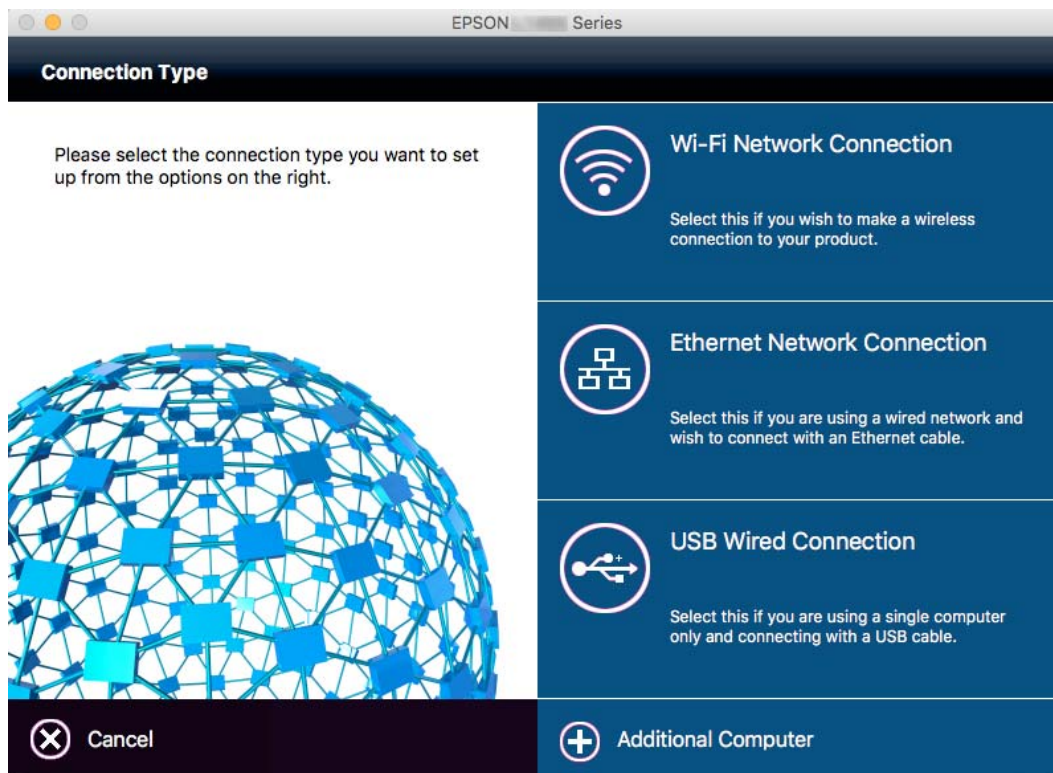 EPSON Series
Connection Type
Please select the connection type you want to set
up from the options on the right.
Wi-Fi Network Connection
Select this if you wish to make a wireless
connection to your product.
Ethernet Network Connection
Select this if you are using a wired network and
wish to connect with an Ethernet cable.
USB Wired Connection
Select this if you are using a single computer
only and connecting with a USB cable.
Cancel
Additional Computer